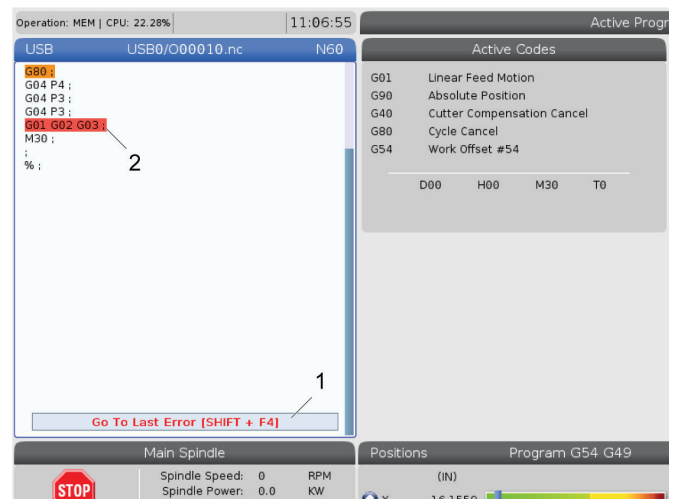 Operation: MEM | CPU: 22.28%
11:06:55
Active Progr
USB USB0/O00010.nc N60
G80 ;
G04 P4 ;
G04 P3 ;
G04 P3 ;
G01 G02 G03 ;
M30 ;
;
% ;
2
1
Go To Last Error [SHIFT + F4]
Active Codes
G01 Linear Feed Motion
G90 Absolute Position
G40 Cutter Compensation Cancel
G80 Cycle Cancel
G54 Work Offset #54
D00 H00 M30 T0
Main Spindle
STOP
Spindle Speed: 0 RPM
Spindle Power: 0.0 KW
Positions Program G54 G49
(IN)
X 16.1550